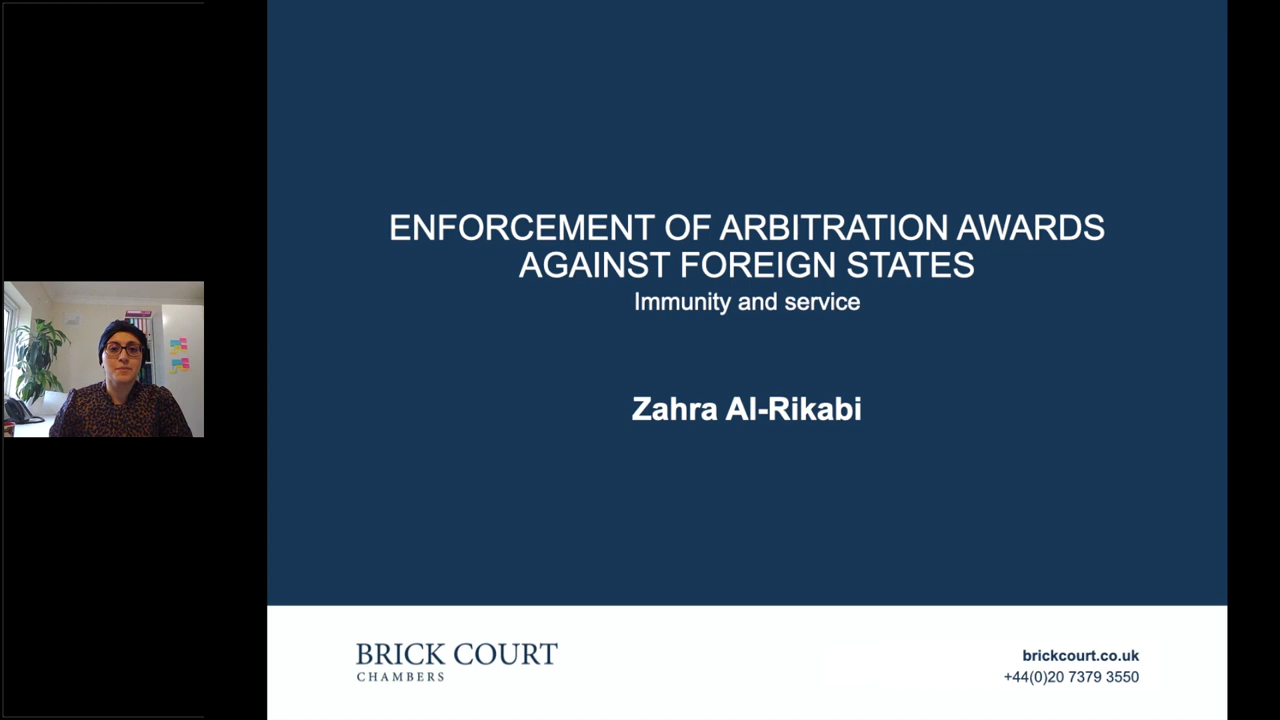 ENFORCEMENT OF ARBITRATION AWARDS
AGAINST FOREIGN STATES
Immunity and service
Zahra Al-Rikabi
BRICK COURT
CHAMBERS
brickcourt.co.uk
+44(0)20 7379 3550